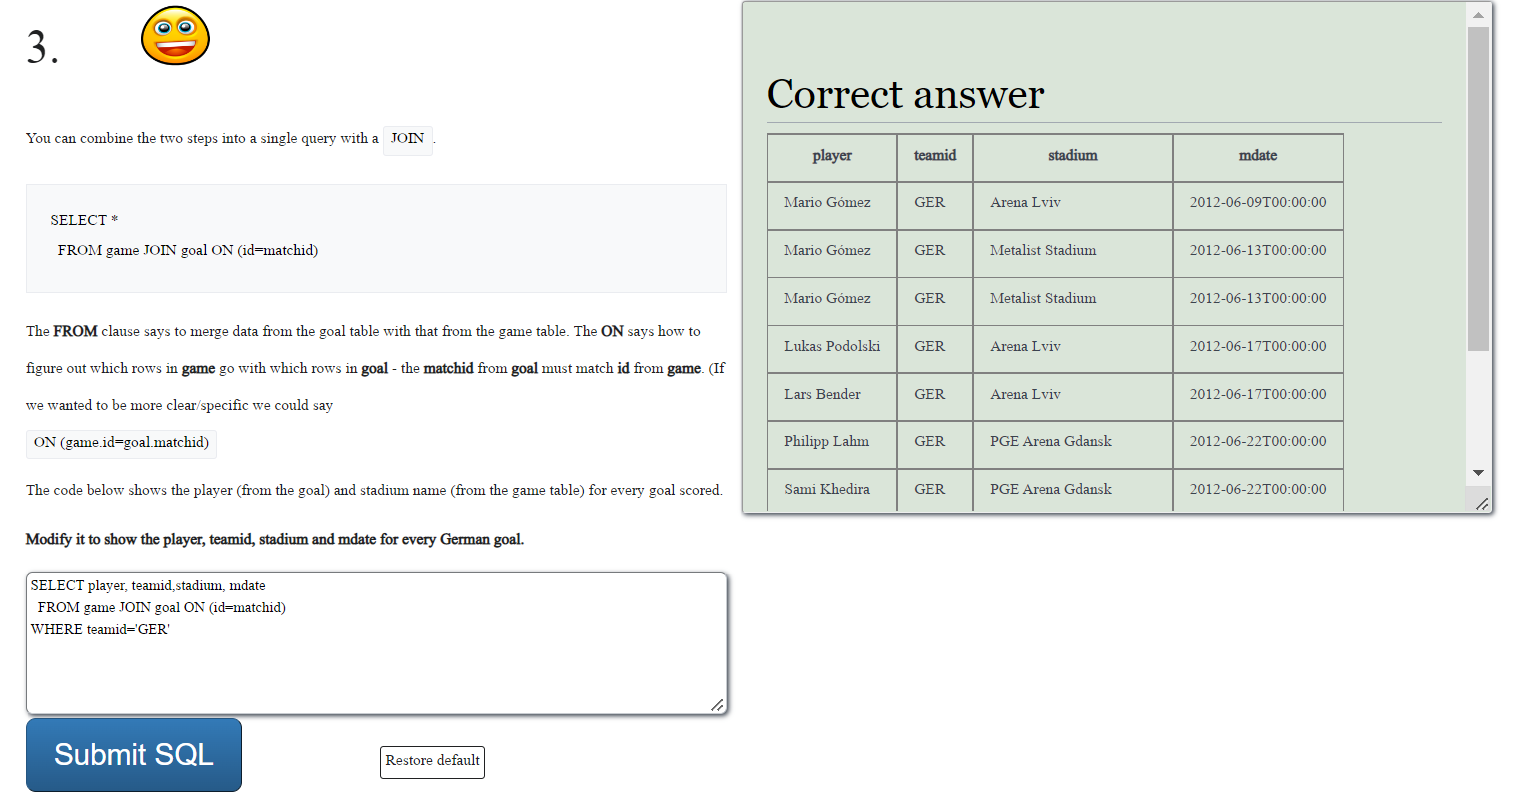 3.
You can combine the two steps into a single query with a JOIN .
SELECT *
FROM game JOIN goal ON (id=matchid)
The FROM clause says to merge data from the goal table with that from the game table. The ON says how to
figure out which rows in game go with which rows in goal - the matchid from goal must match id from game. (If
we wanted to be more clear/specific we could say
ON (game.id=goal.matchid)
The code below shows the player (from the goal) and stadium name (from the game table) for every goal scored.
Modify it to show the player, teamid, stadium and mdate for every German goal.
SELECT player, teamid,stadium, mdate
FROM game JOIN goal ON (id=matchid)
WHERE teamid='GER'
Submit SQL
Restore default
Correct answer
player teamid stadium mdate
Mario Gómez GER Arena Lviv 2012-06-09T00:00:00
Mario Gómez GER Metalist Stadium 2012-06-13T00:00:00
Mario Gómez GER Metalist Stadium 2012-06-13T00:00:00
Lukas Podolski GER Arena Lviv 2012-06-17T00:00:00
Lars Bender GER Arena Lviv 2012-06-17T00:00:00
Philipp Lahm GER PGE Arena Gdansk 2012-06-22T00:00:00
Sami Khedira GER PGE Arena Gdansk 2012-06-22T00:00:00